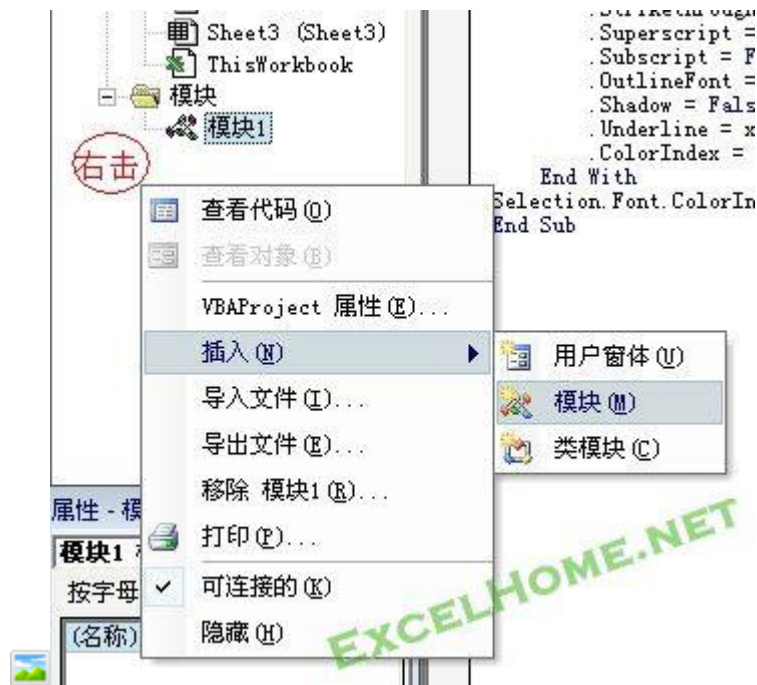 Sheet3 (Sheet3)
ThisWorkbook
模块
模块1
右击
.Superscript =
.Subscript = F
.OutlineFont =
.Shadow = Fals
.Underline = x
.ColorIndex =
End With
Selection.Font.ColorIn
End Sub
查看代码(O)
查看对象(B)
VBAProject 属性(E)...
插入(N)
导入文件(I)...
导出文件(E)...
移除 模块1(R)...
打印(P)...
可连接的(K)
隐藏(H)
用户窗体(U)
模块(M)
类模块(C)
属性 - 模
模块1
按字母
(名称)
EXCELHOME.NET